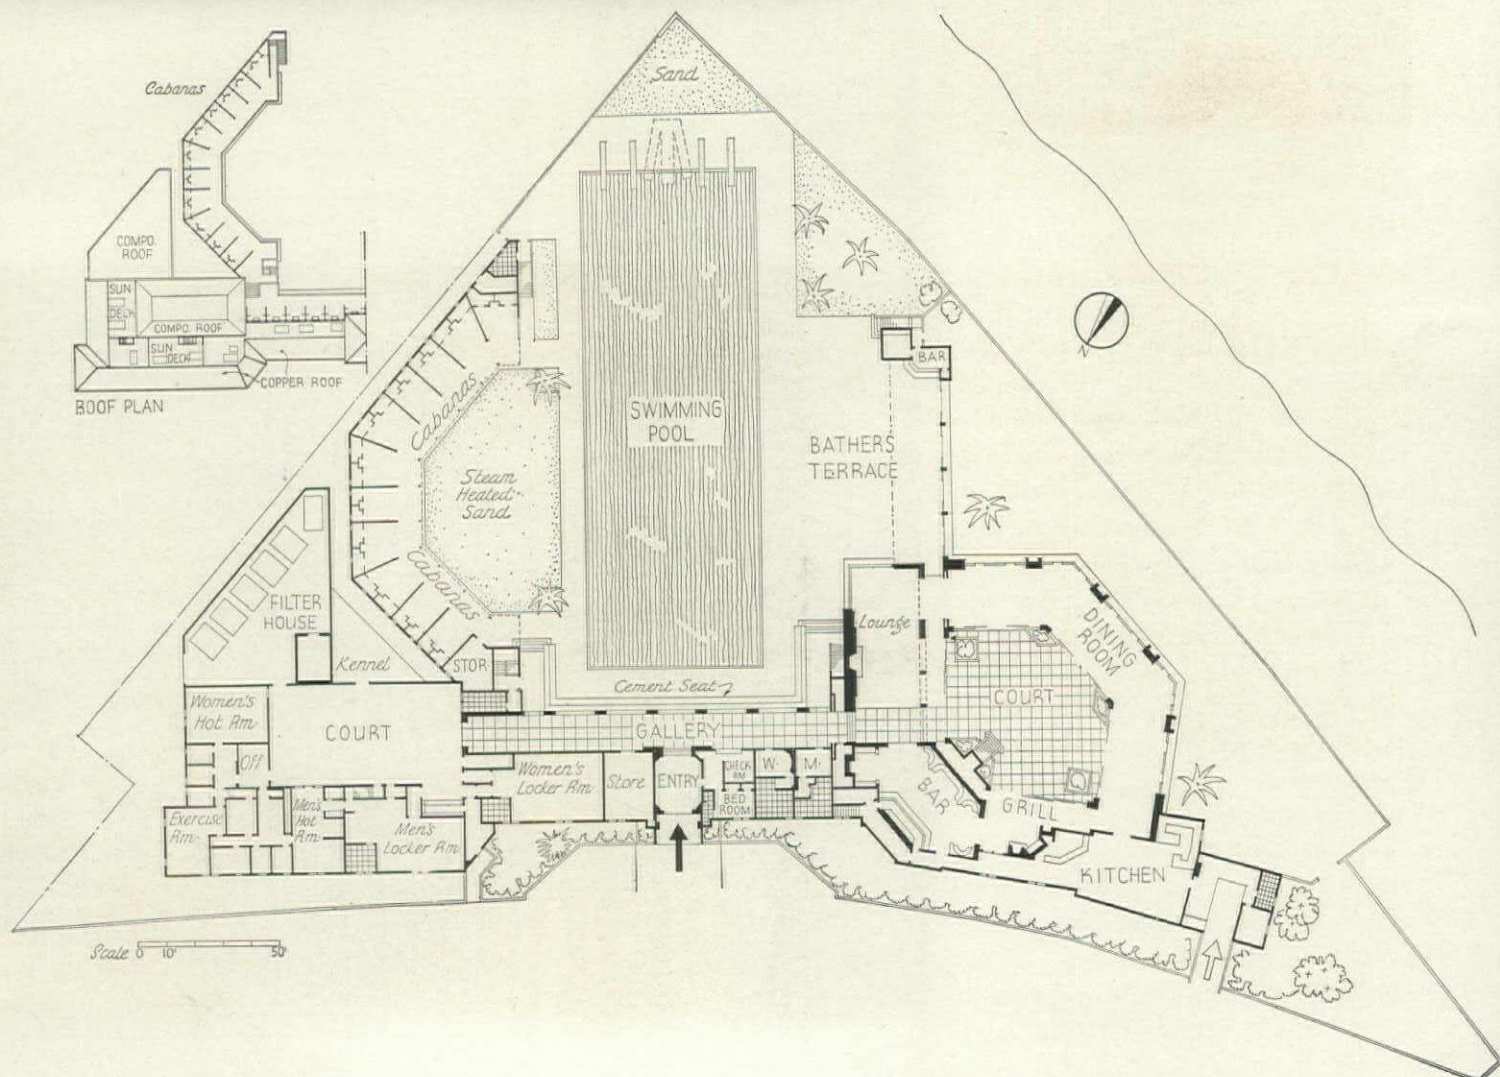 Cabanas
COMPO.
ROOF
SUN
DECK
COMPO. ROOF
SUN
DECK
COPPER ROOF
ROOF PLAN
Sand
SWIMMING
POOL
N
BAR
BATHERS
TERRACE
Cabanas
Steam
Heated
Sand
Cabanas
FILTER
HOUSE
Kennel
STOR.
Lounge
DINING
ROOM
Cement Seat
Women's
Hot Rm.
COURT
GALLERY
COURT
Off.
Women's
Locker Rm.
Store
ENTRY
CHECK
RM
W.
M.
BED
ROOM
BAR
GRILL
Exercise
Rm.
Men's
Hot
Rm.
Men's
Locker Rm.
KITCHEN
Scale 0 10' 50'